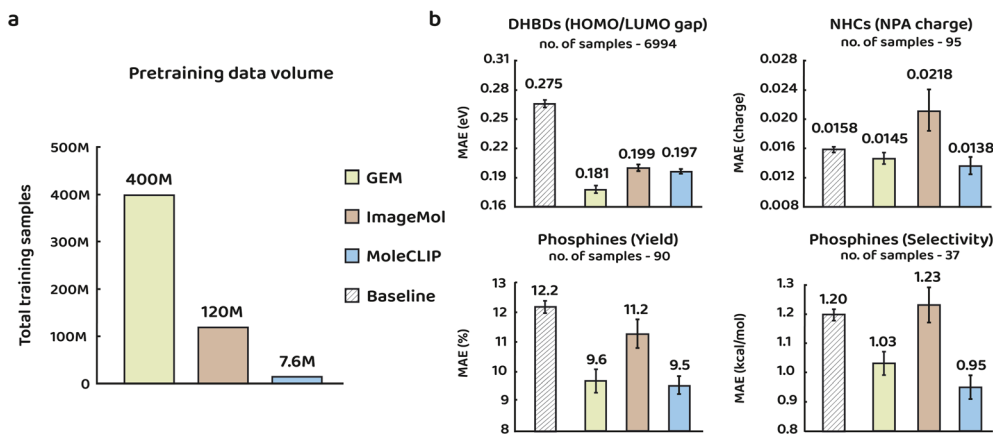 a
Pretraining data volume
Total training samples
500M
400M
300M
200M
100M
0
400M
120M
7.6M
GEM
ImageMol
MoleCLIP
Baseline
b
DHBDs (HOMO/LUMO gap)
no. of samples - 6994
MAE (eV)
0.31
0.28
0.25
0.22
0.19
0.16
0.275
0.181
0.199
0.197
NHCs (NPA charge)
no. of samples - 95
MAE (charge)
0.028
0.024
0.020
0.016
0.012
0.008
0.0158
0.0145
0.0218
0.0138
Phosphines (Yield)
no. of samples - 90
MAE (%)
13
12
11
10
9
8
12.2
9.6
11.2
9.5
Phosphines (Selectivity)
no. of samples - 37
MAE (kcal/mol)
1.3
1.2
1.1
1.0
0.9
0.8
1.20
1.03
1.23
0.95